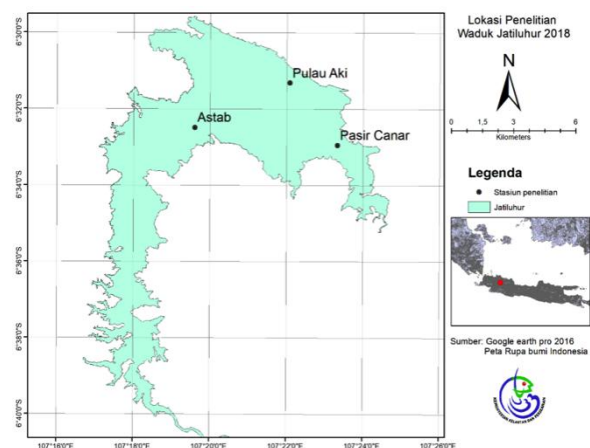 Lokasi Penelitian
Waduk Jatiluhur 2018
N
0 1.5 3 6
Kilometers
Legenda
Stasiun penelitian
Jatiluhur
Sumber: Google earth pro 2016
Peta Rupa bumi Indonesia
Pulau Aki
Astab
Pasir Canar
6°30'0"S
6°32'0"S
6°34'0"S
6°36'0"S
6°38'0"S
6°40'0"S
107°16'0"E 107°18'0"E 107°20'0"E 107°22'0"E 107°24'0"E 107°26'0"E